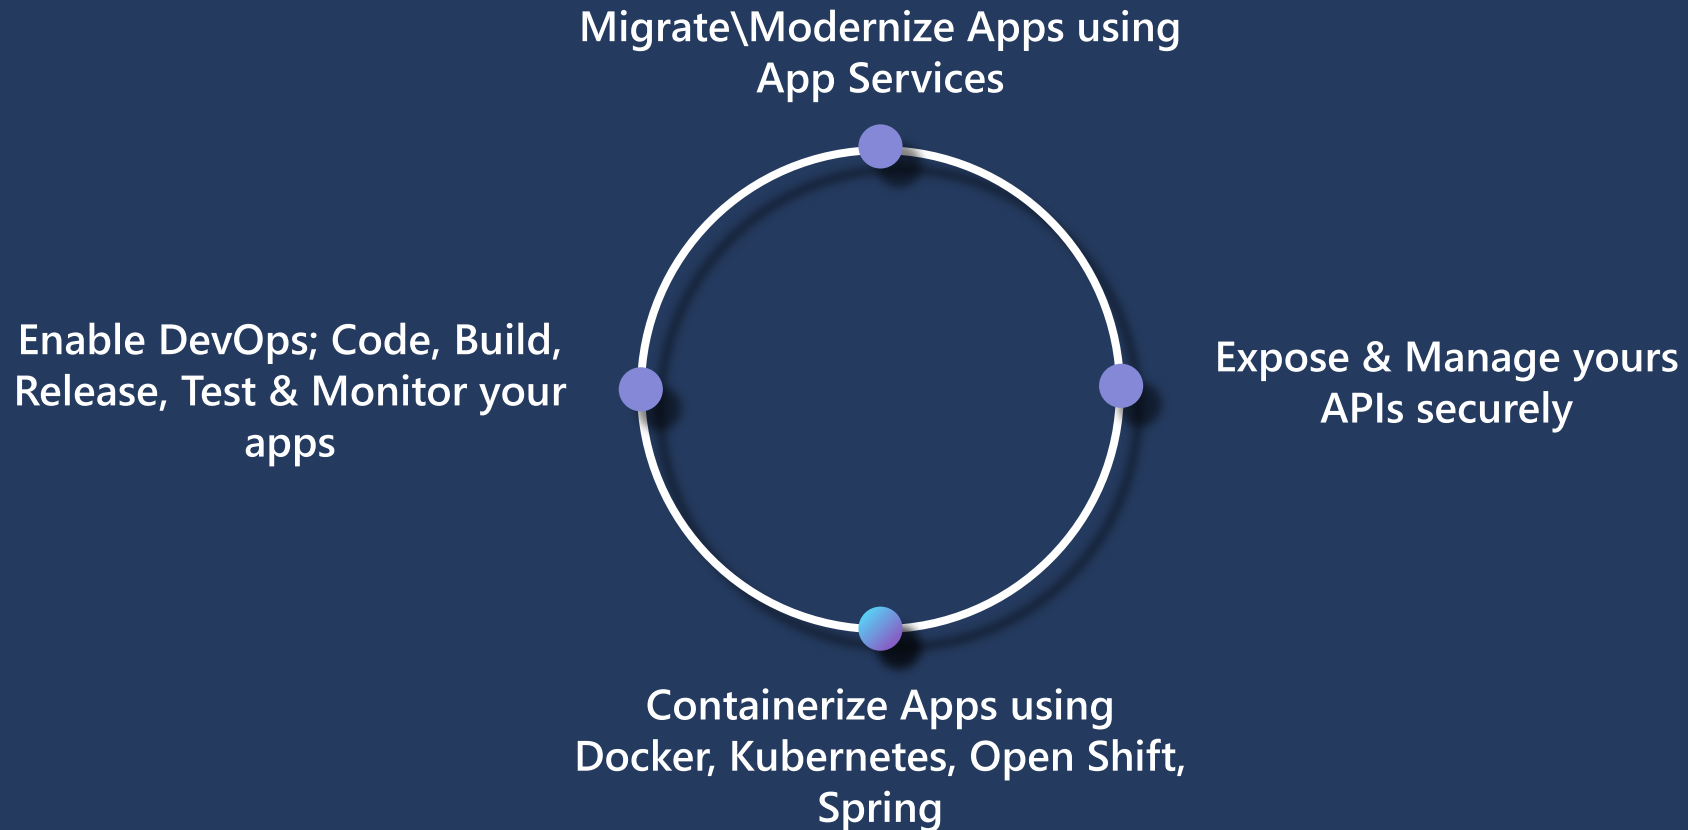 Migrate\Modernize Apps using
App Services
Enable DevOps; Code, Build,
Release, Test & Monitor your
apps
Expose & Manage yours
APIs securely
Containerize Apps using
Docker, Kubernetes, Open Shift,
Spring